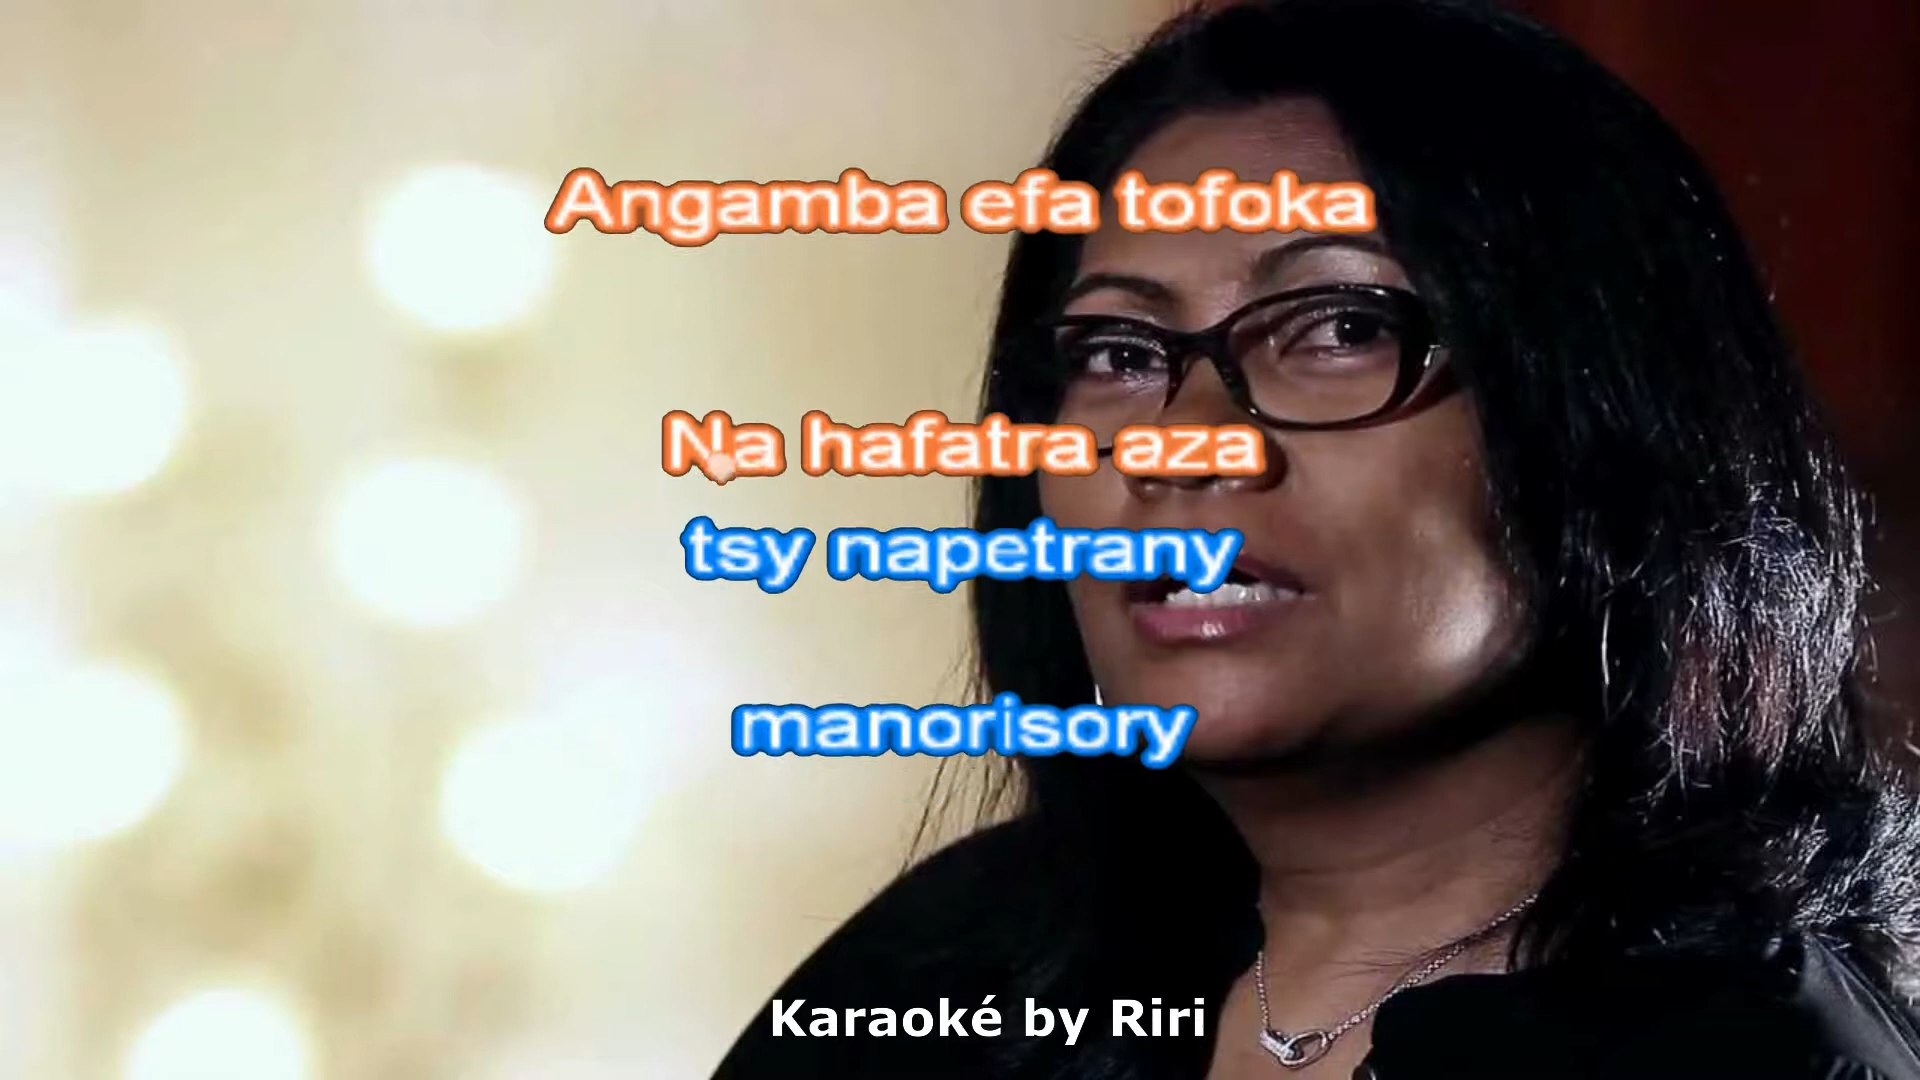 Angamba efa tofoka
Na hafatra aza
tsy napetrany
manorisory
Karaoké by Riri